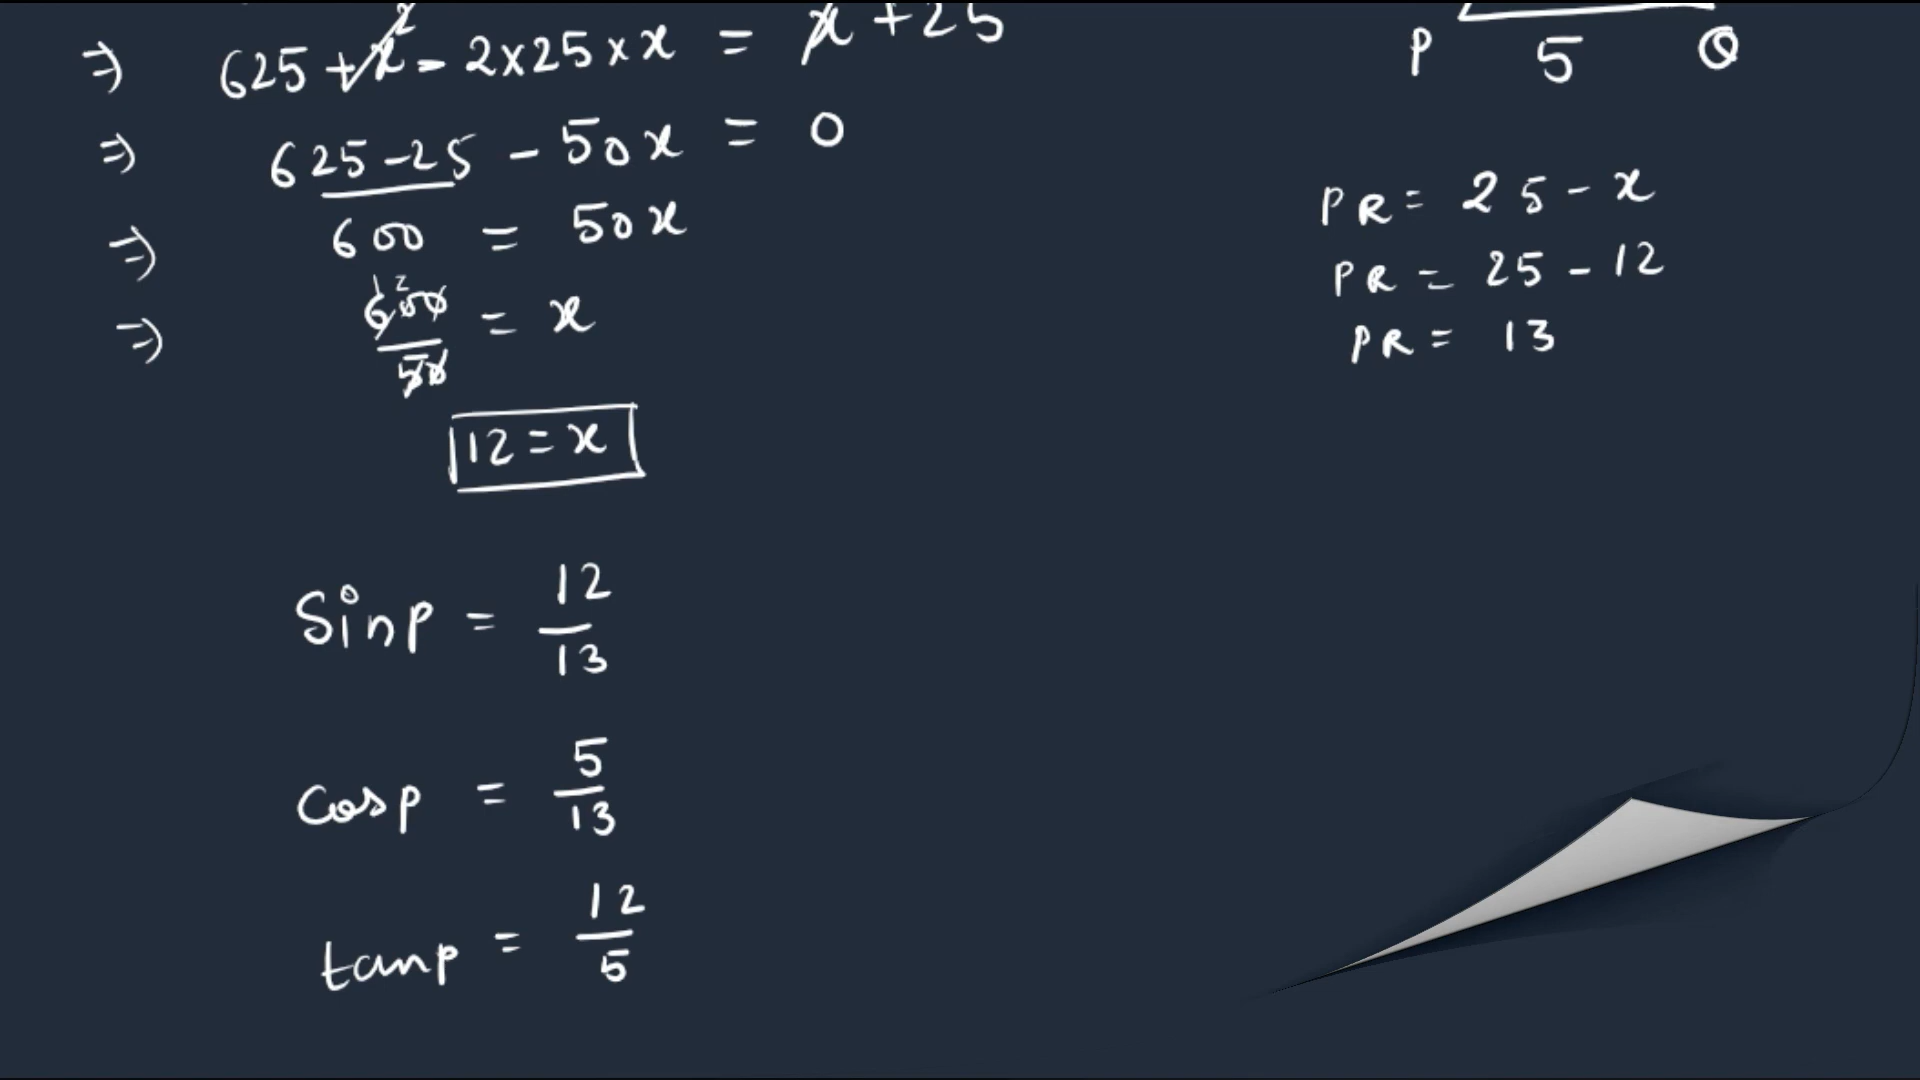 ⇒ 625 + x² - 2×25×x = x + 25
⇒ 625 - 25 - 50x = 0
⇒ 600 = 50x
⇒ 600/50 = x
12
12 = x
Sin P = 12/13
Cos P = 5/13
tan P = 12/5
P 5 Q
PR = 25 - x
PR = 25 - 12
PR = 13